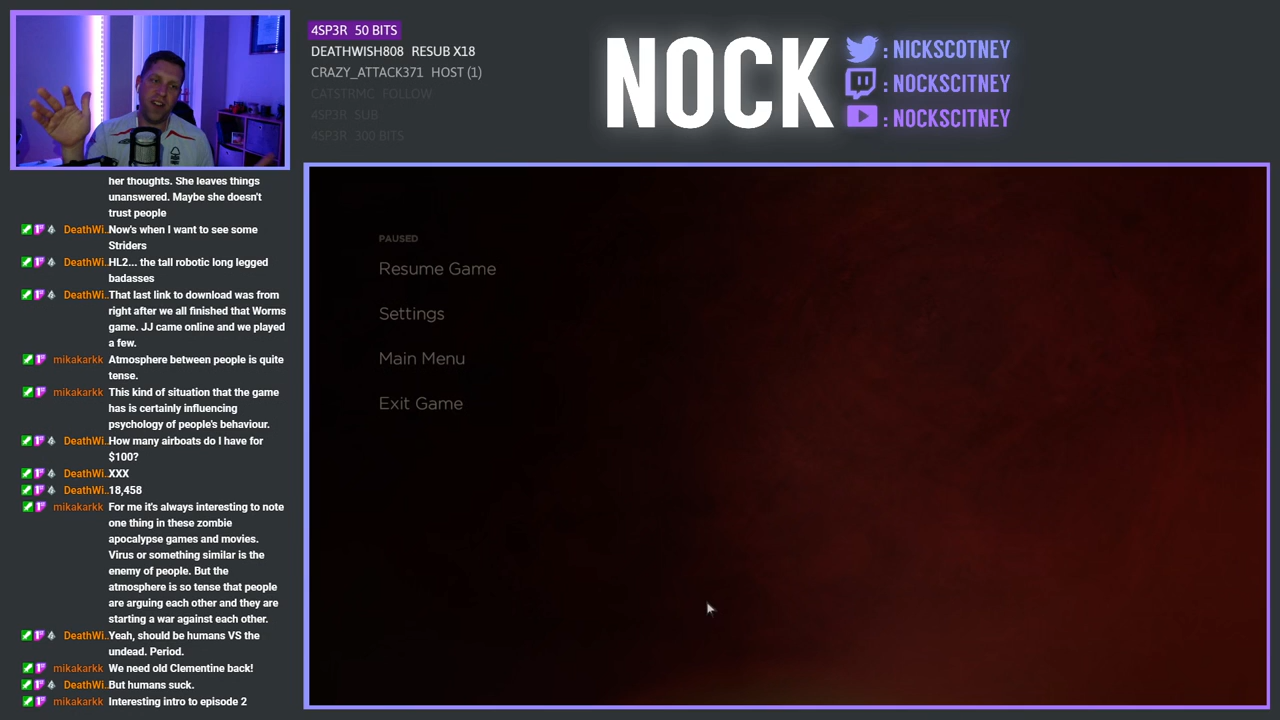 4SP3R 50 BITS
DEATHWISH808 RESUB X18
CRAZY_ATTACK371 HOST (1)
CATSTRMC FOLLOW
4SP3R SUB
4SP3R 300 BITS
NOCK
: NICKSCOTNEY
: NOCKSCITNEY
: NOCKSCITNEY
her thoughts. She leaves things
unanswered. Maybe she doesn't
trust people
DeathWi..Now's when I want to see some
Striders
DeathWi..HL2... the tall robotic long legged
badasses
DeathWi..That last link to download was from
right after we all finished that Worms
game. JJ came online and we played
a few.
mikakarkk Atmosphere between people is quite
tense.
mikakarkk This kind of situation that the game
has is certainly influencing
psychology of people's behaviour.
DeathWi..How many airboats do I have for
$100?
DeathWi..XXX
DeathWi..18,458
mikakarkk For me it's always interesting to note
one thing in these zombie
apocalypse games and movies.
Virus or something similar is the
enemy of people. But the
atmosphere is so tense that people
are arguing each other and they are
starting a war against each other.
DeathWi..Yeah, should be humans VS the
undead. Period.
mikakarkk We need old Clementine back!
DeathWi..But humans suck.
mikakarkk Interesting intro to episode 2
PAUSED
Resume Game
Settings
Main Menu
Exit Game